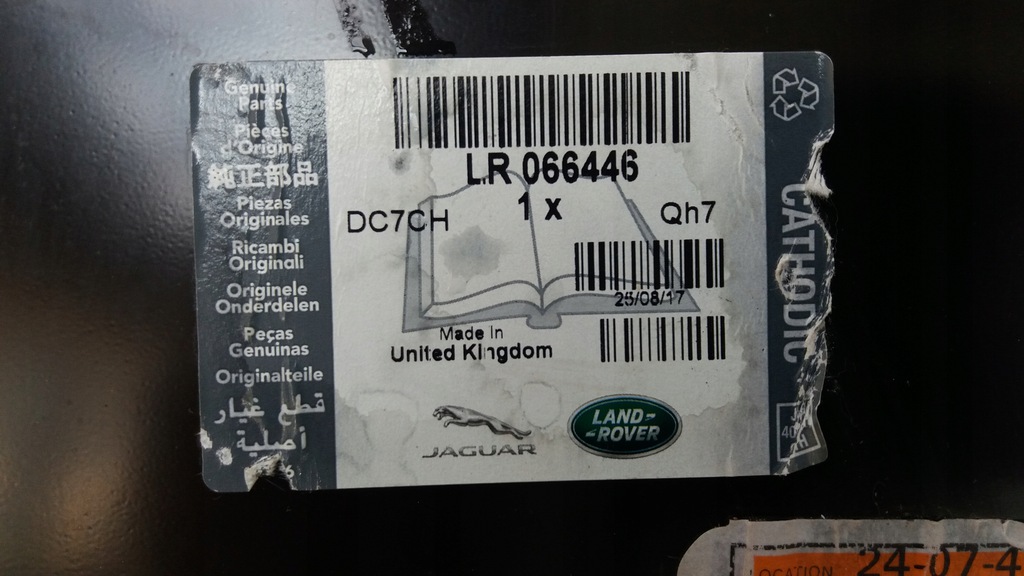 Genuine
Parts
Pièces
d'Origine
純正部品
Piezas
Originales
Ricambi
Originali
Originele
Onderdelen
Peças
Genuinas
Originalteile
قطع غيار
أصلية
LR 066446
1 x
DC7CH
Qh7
25/08/17
Made In
United Kingdom
JAGUAR
LAND-
-ROVER
CATHODIC
40
LOCATION
24-07-4